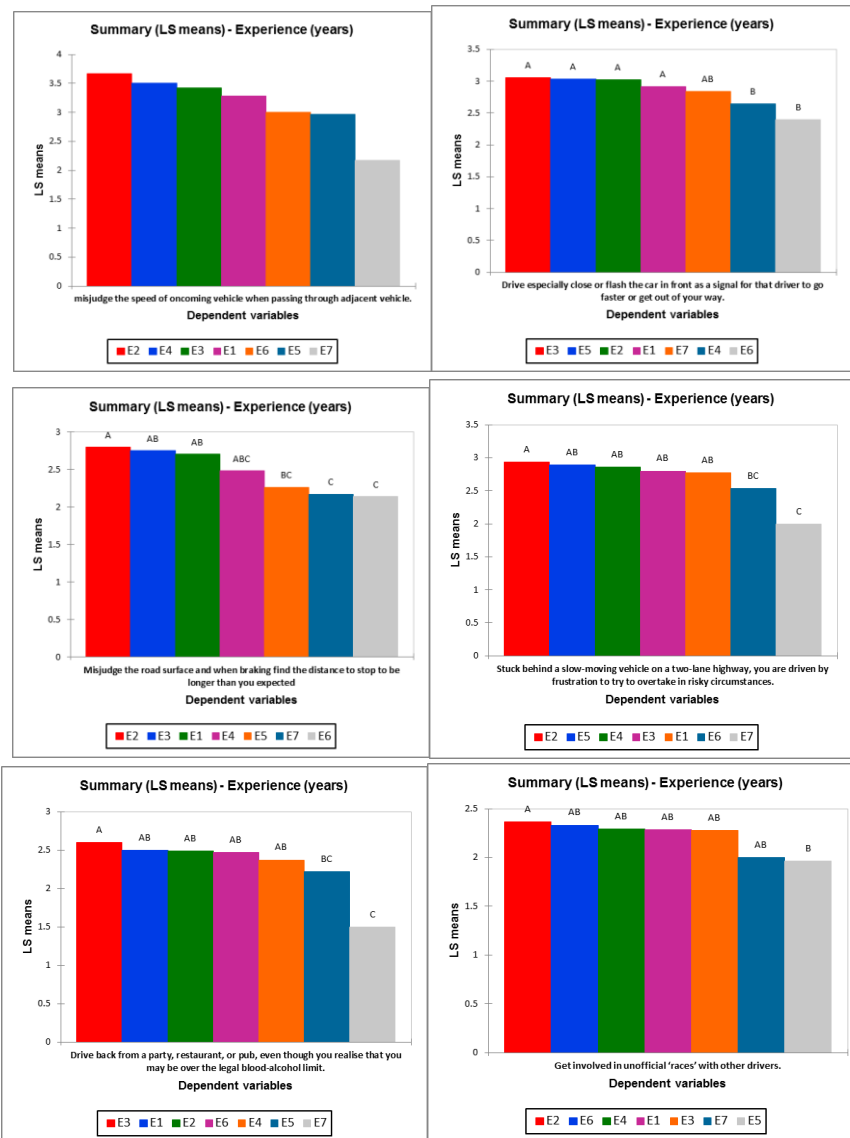 Summary (LS means) - Experience (years)
4
3.5
3
2.5
2
1.5
1
0.5
0
LS means
misjudge the speed of oncoming vehicle when passing through adjacent vehicle.
Dependent variables
E2 E4 E3 E1 E6 E5 E7
Summary (LS means) - Experience (years)
3.5
3
2.5
2
1.5
1
0.5
0
LS means
A A A A AB B B
Drive especially close or flash the car in front as a signal for that driver to go
faster or get out of your way.
Dependent variables
E3 E5 E2 E1 E7 E4 E6
Summary (LS means) - Experience (years)
3
2.5
2
1.5
1
0.5
0
LS means
A AB AB ABC BC C C
Misjudge the road surface and when braking find the distance to stop to be
longer than you expected
Dependent variables
E2 E3 E1 E4 E5 E7 E6
Summary (LS means) - Experience (years)
3.5
3
2.5
2
1.5
1
0.5
0
LS means
A AB AB AB AB BC C
Stuck behind a slow-moving vehicle on a two-lane highway, you are driven by
frustration to try to overtake in risky circumstances.
Dependent variables
E2 E5 E4 E3 E1 E6 E7
Summary (LS means) - Experience (years)
3
2.5
2
1.5
1
0.5
0
LS means
A AB AB AB AB BC C
Drive back from a party, restaurant, or pub, even though you realise that you
may be over the legal blood-alcohol limit.
Dependent variables
E3 E1 E2 E6 E4 E5 E7
Summary (LS means) - Experience (years)
2.5
2
1.5
1
0.5
0
LS means
A AB AB AB AB AB B
Get involved in unofficial ‘races’ with other drivers.
Dependent variables
E2 E6 E4 E1 E3 E7 E5